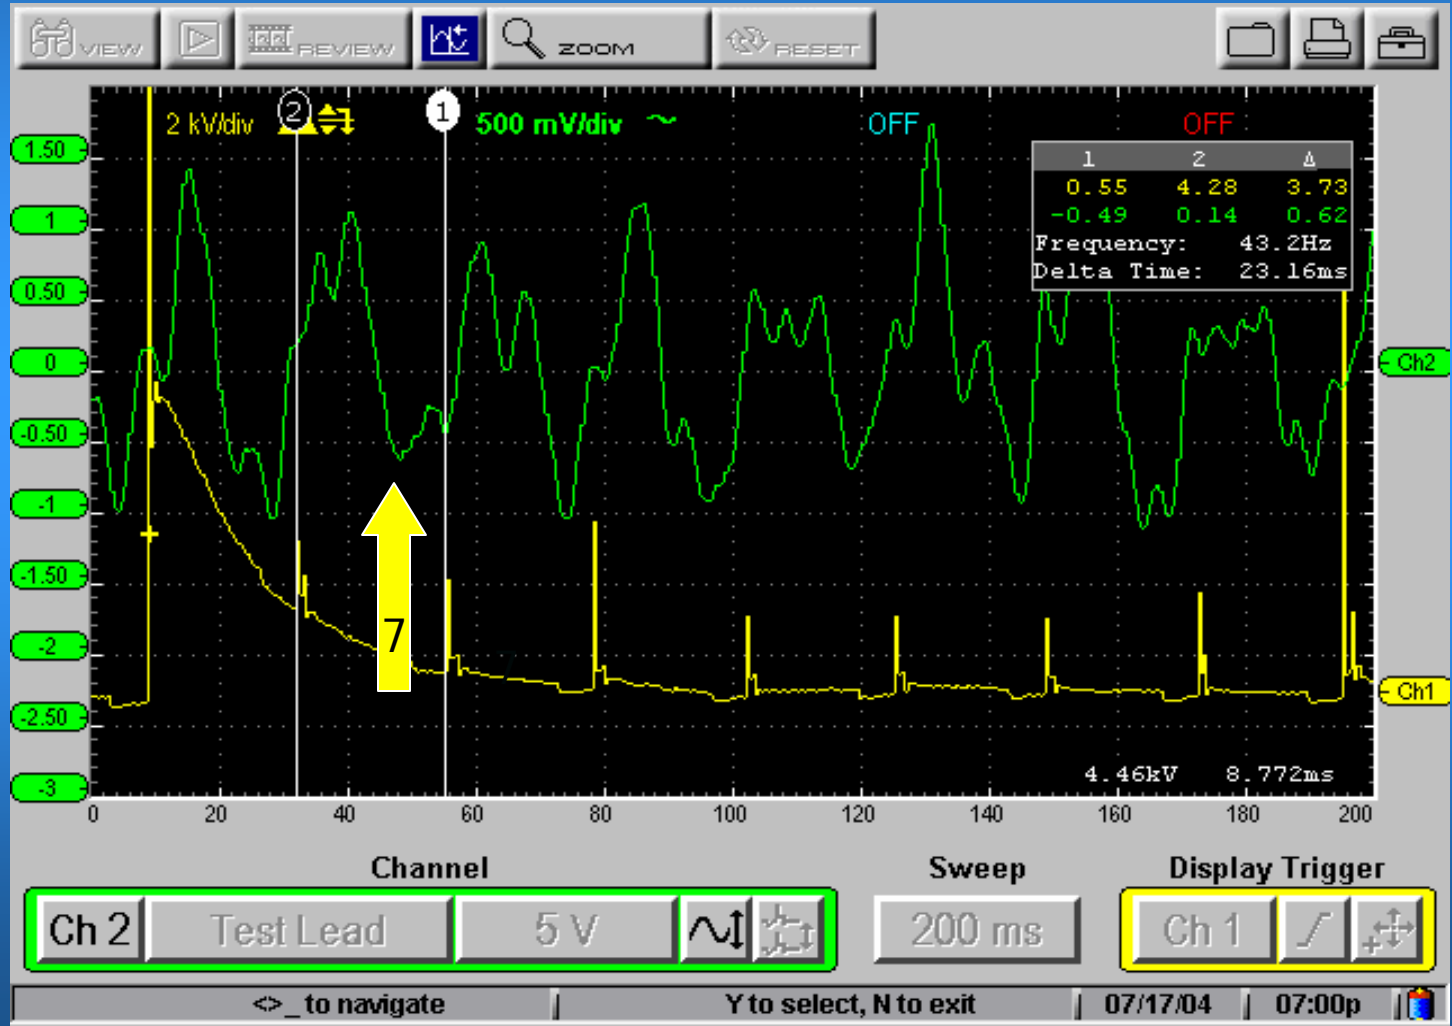 VIEW REVIEW ZOOM RESET
2 kV/div 2 1 500 mV/div OFF OFF
1 2 Δ
0.55 4.28 3.73
-0.49 0.14 0.62
Frequency: 43.2Hz
Delta Time: 23.16ms
1.50
1
0.50
0 Ch2
-0.50
-1
-1.50
7
-2
Ch1
-2.50
4.46kV 8.772ms
-3
0 20 40 60 80 100 120 140 160 180 200
Channel Sweep Display Trigger
Ch 2 Test Lead 5 V 200 ms Ch 1
<>_ to navigate Y to select, N to exit 07/17/04 07:00p